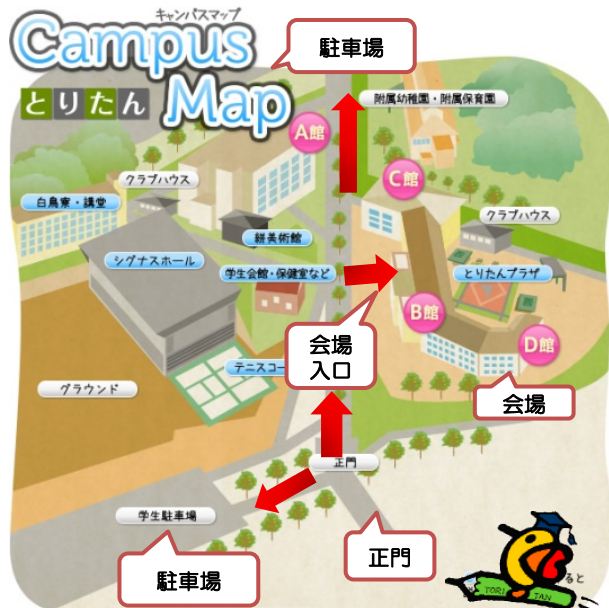 キャンパスマップ
Campus
とりたん Map
駐車場
附属幼稚園・附属保育園
A館
C館
クラブハウス
白鳥寮・講堂
クラブハウス
絣美術館
シグナスホール
学生会館・保健室など
とりたんプラザ
B館
会場
入口
D館
テニスコー
グラウンド
会場
正門
学生駐車場
正門
駐車場
ると
TORI
TAN